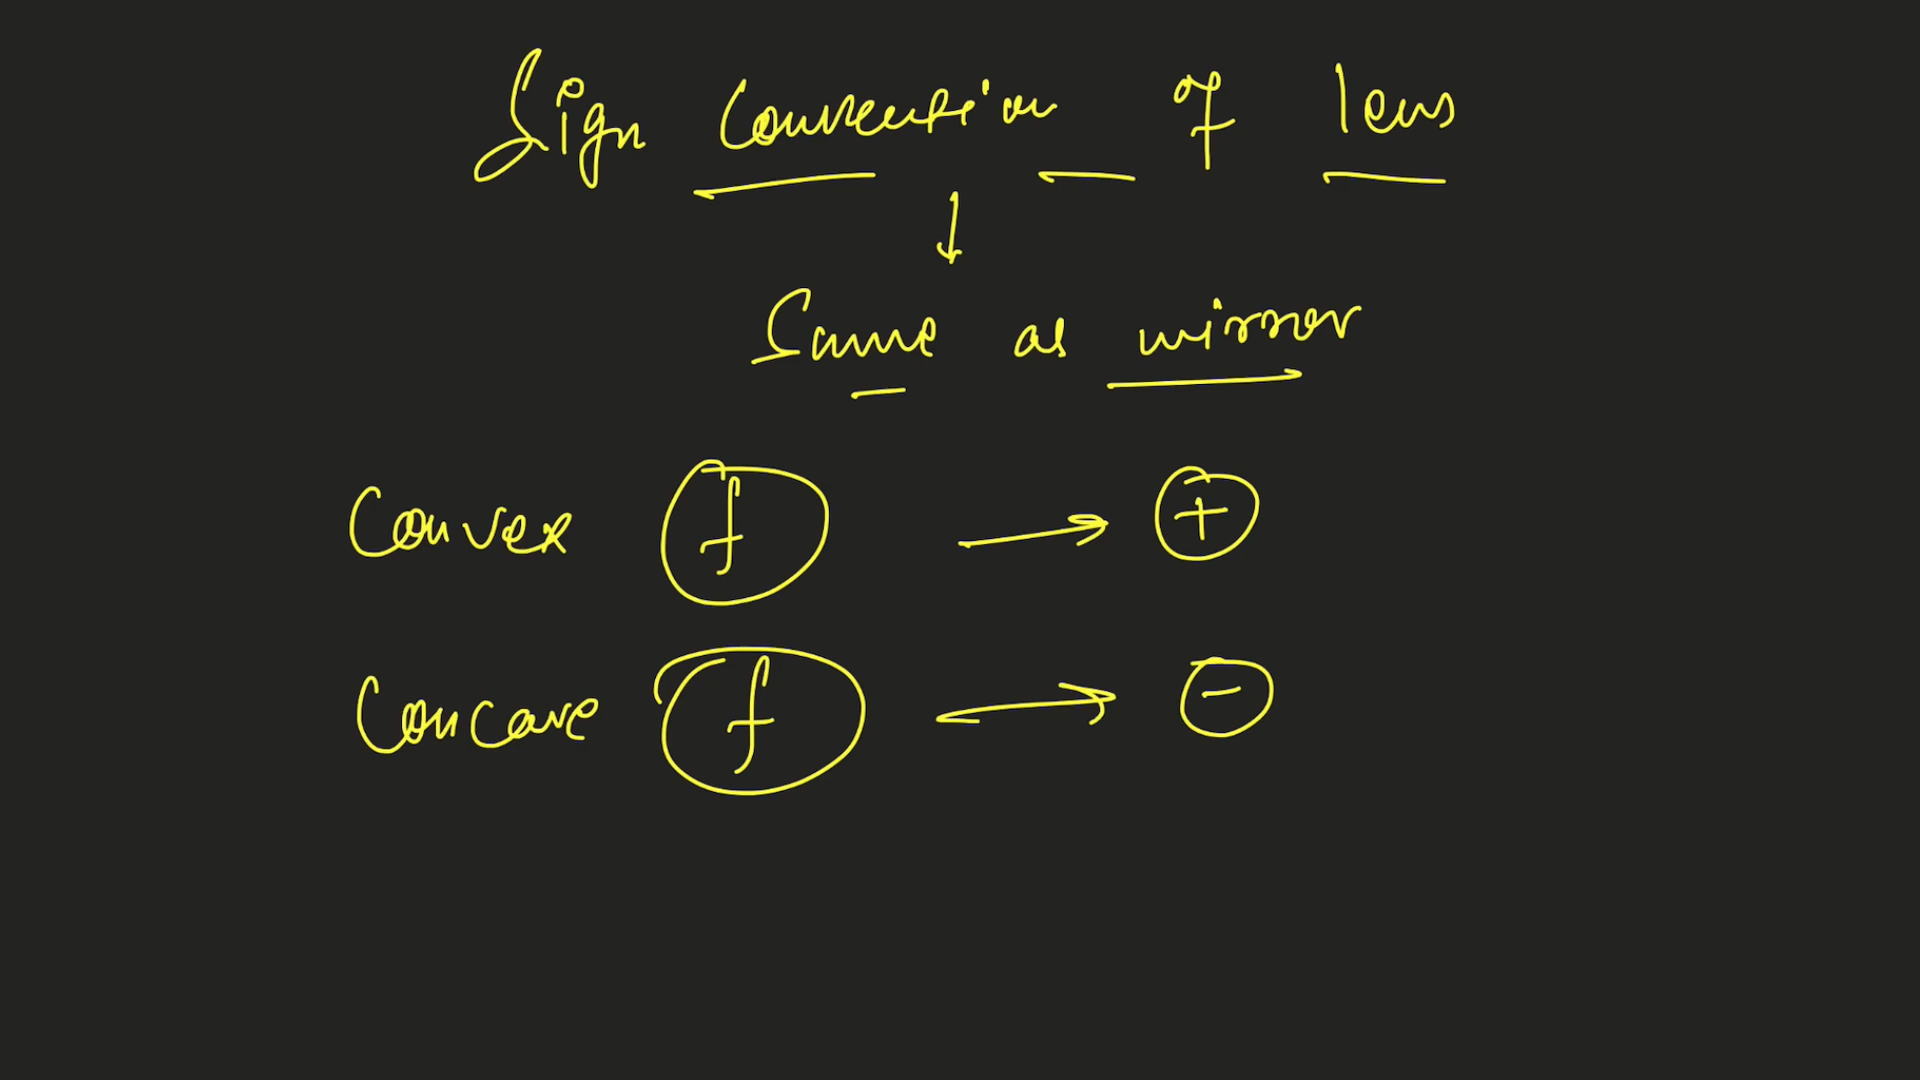 Sign Convention of lens
↓
Same as mirror
Convex f → +
Concave f → -